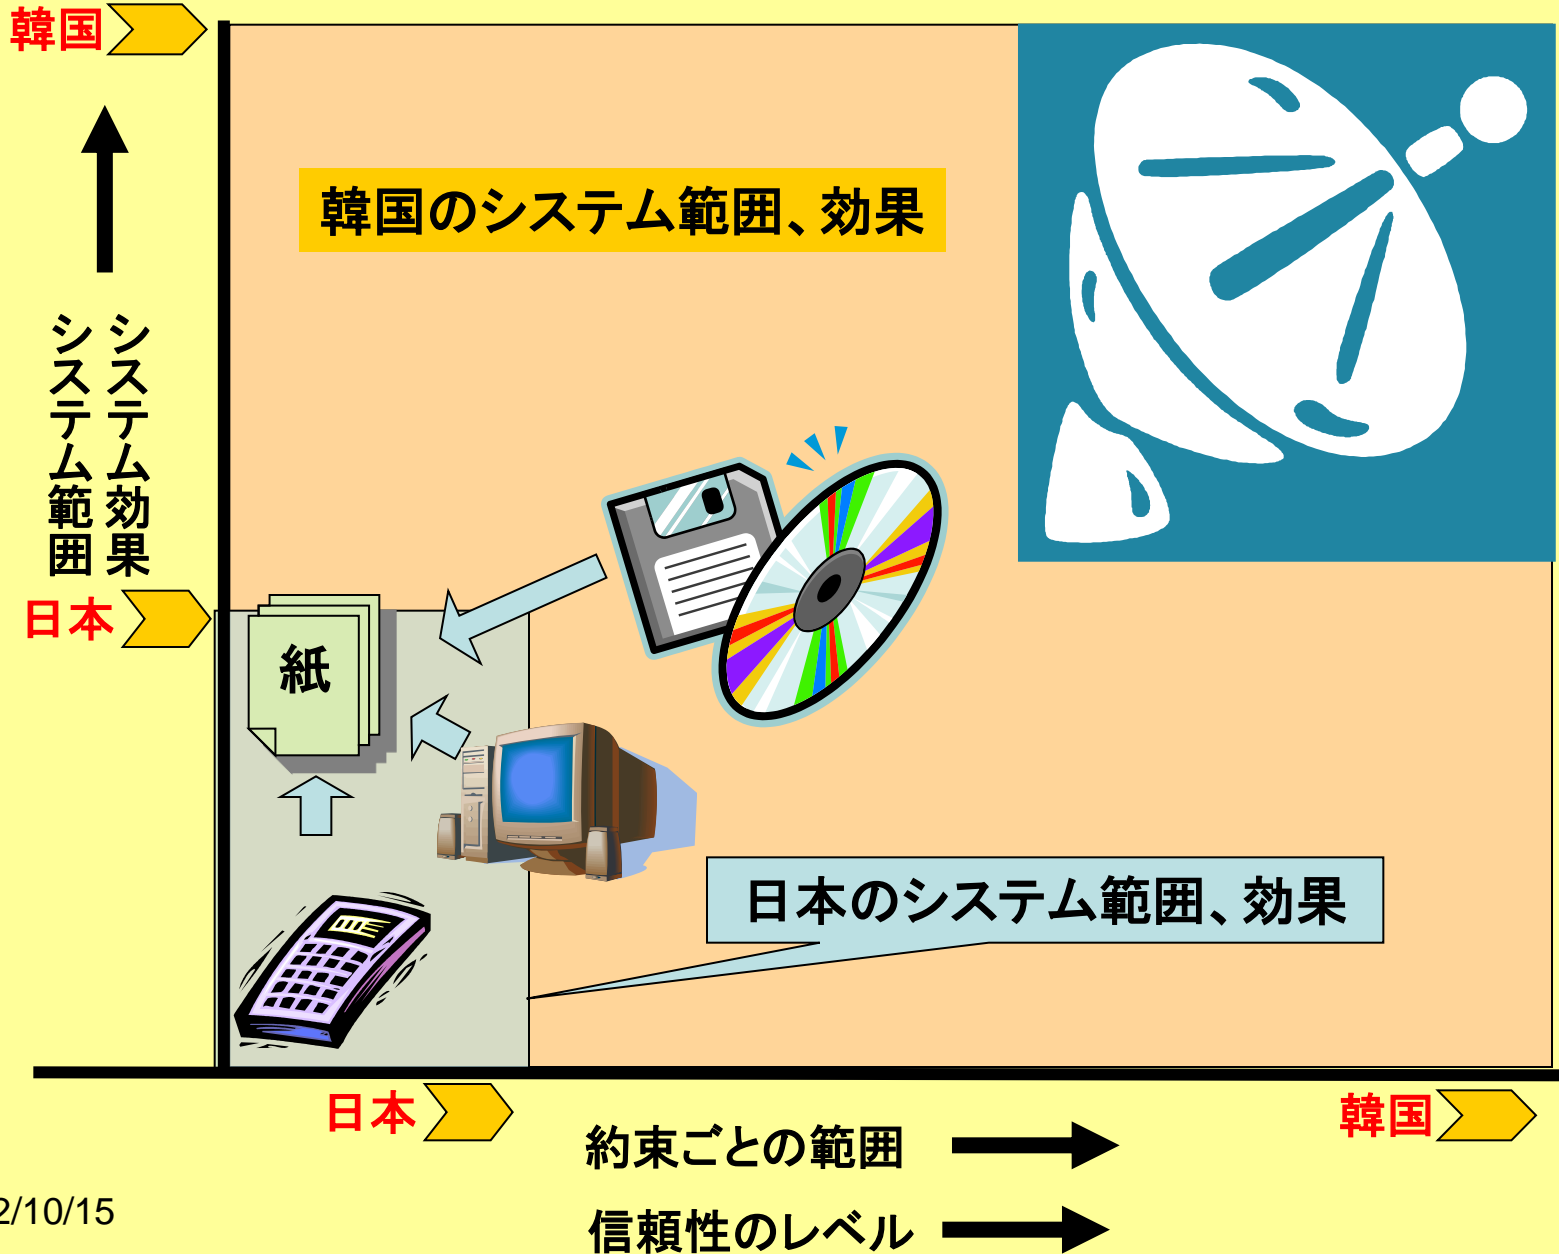 韓国
韓国のシステム範囲、効果
システム効果
システム範囲
日本
紙
日本のシステム範囲、効果
日本
韓国
約束ごとの範囲
信頼性のレベル
2/10/15